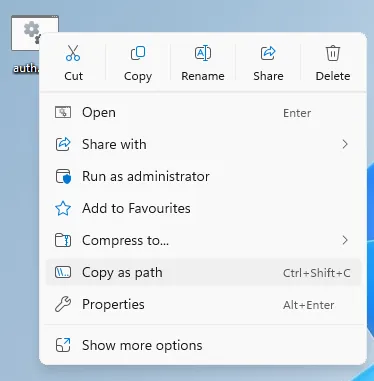 auth.
Cut Copy Rename Share Delete
Open Enter
Share with
Run as administrator
Add to Favourites
Compress to...
Copy as path Ctrl+Shift+C
Properties Alt+Enter
Show more options